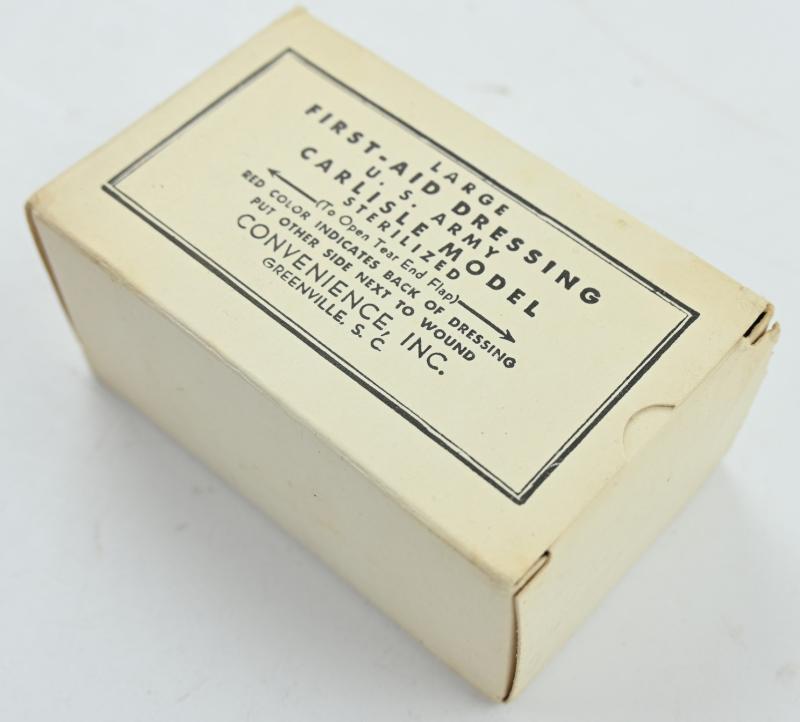 LARGE
FIRST-AID DRESSING
U. S. ARMY
CARLISLE MODEL
STERILIZED
(To Open Tear End Flap)
RED COLOR INDICATES BACK OF DRESSING
PUT OTHER SIDE NEXT TO WOUND
CONVENIENCE, INC.
GREENVILLE, S. C.